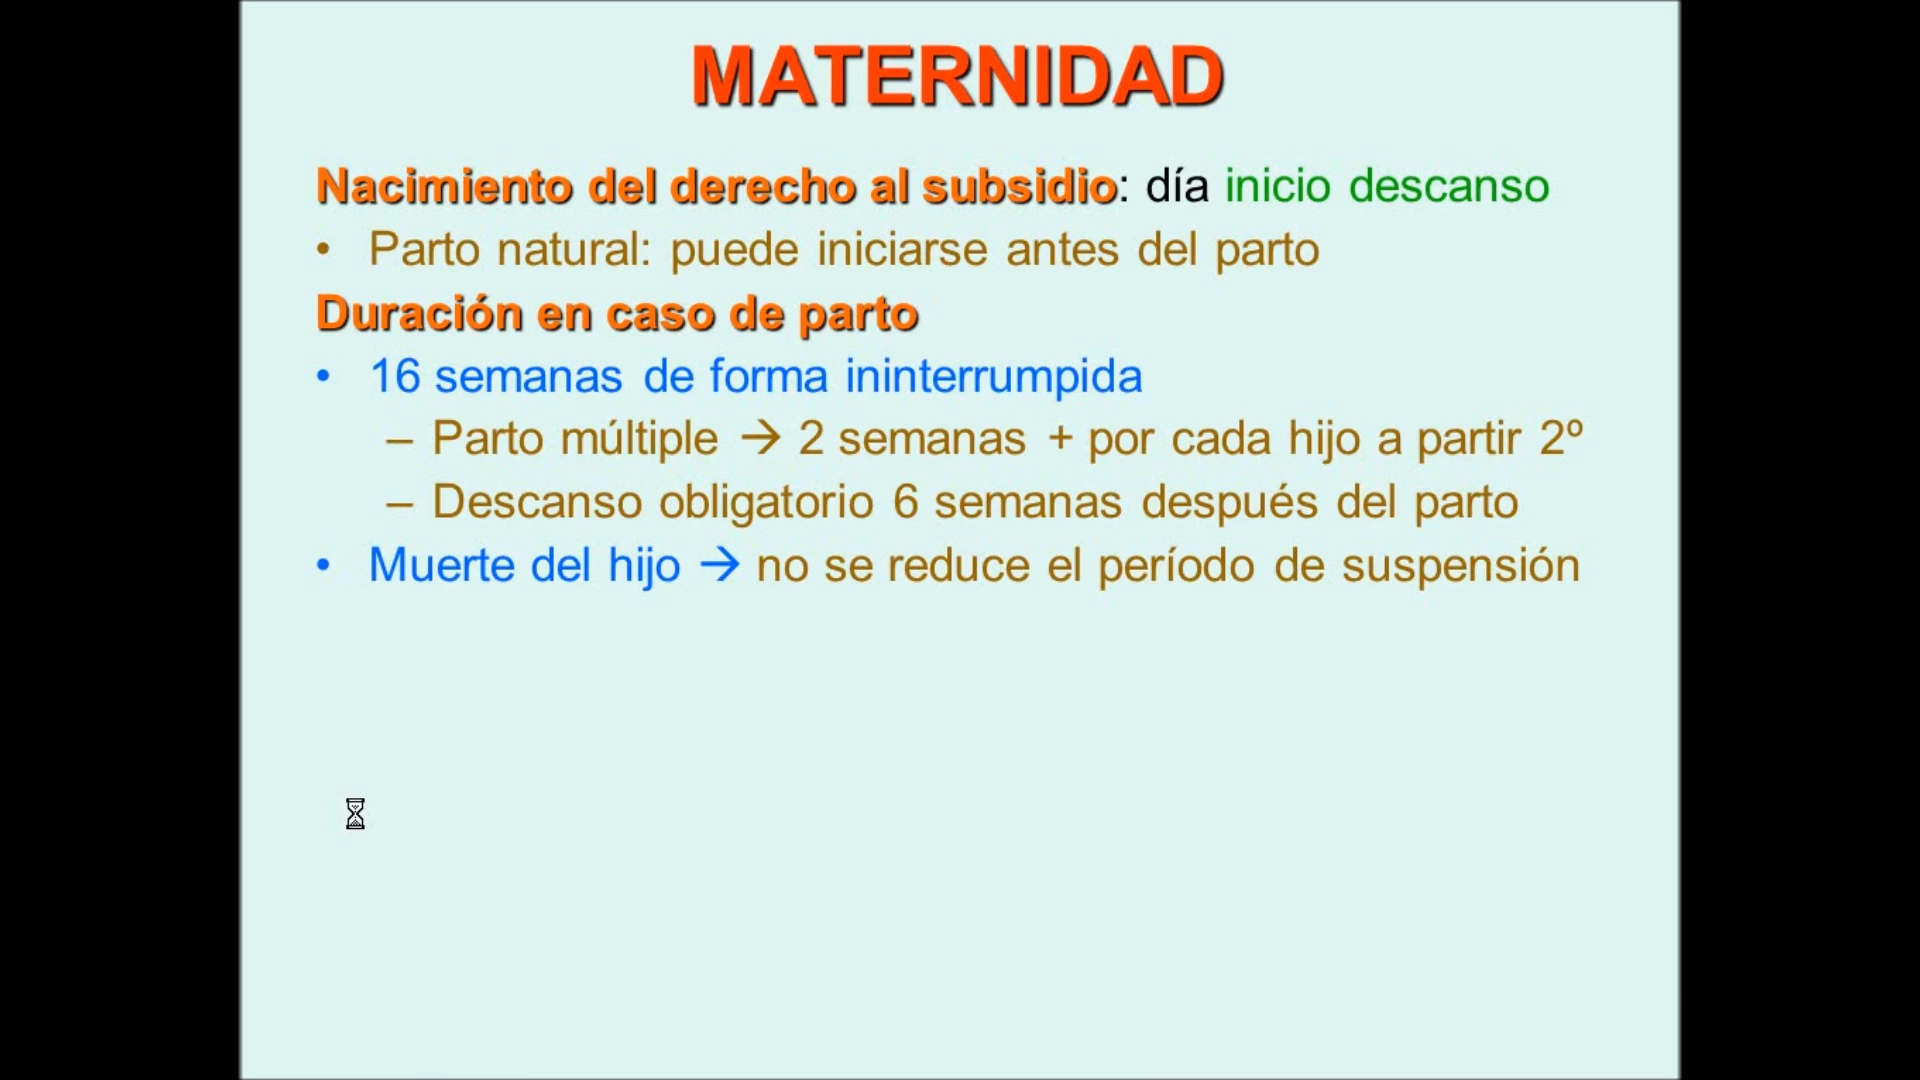 MATERNIDAD
Nacimiento del derecho al subsidio: día inicio descanso
• Parto natural: puede iniciarse antes del parto
Duración en caso de parto
• 16 semanas de forma ininterrumpida
– Parto múltiple → 2 semanas + por cada hijo a partir 2º
– Descanso obligatorio 6 semanas después del parto
• Muerte del hijo → no se reduce el período de suspensión